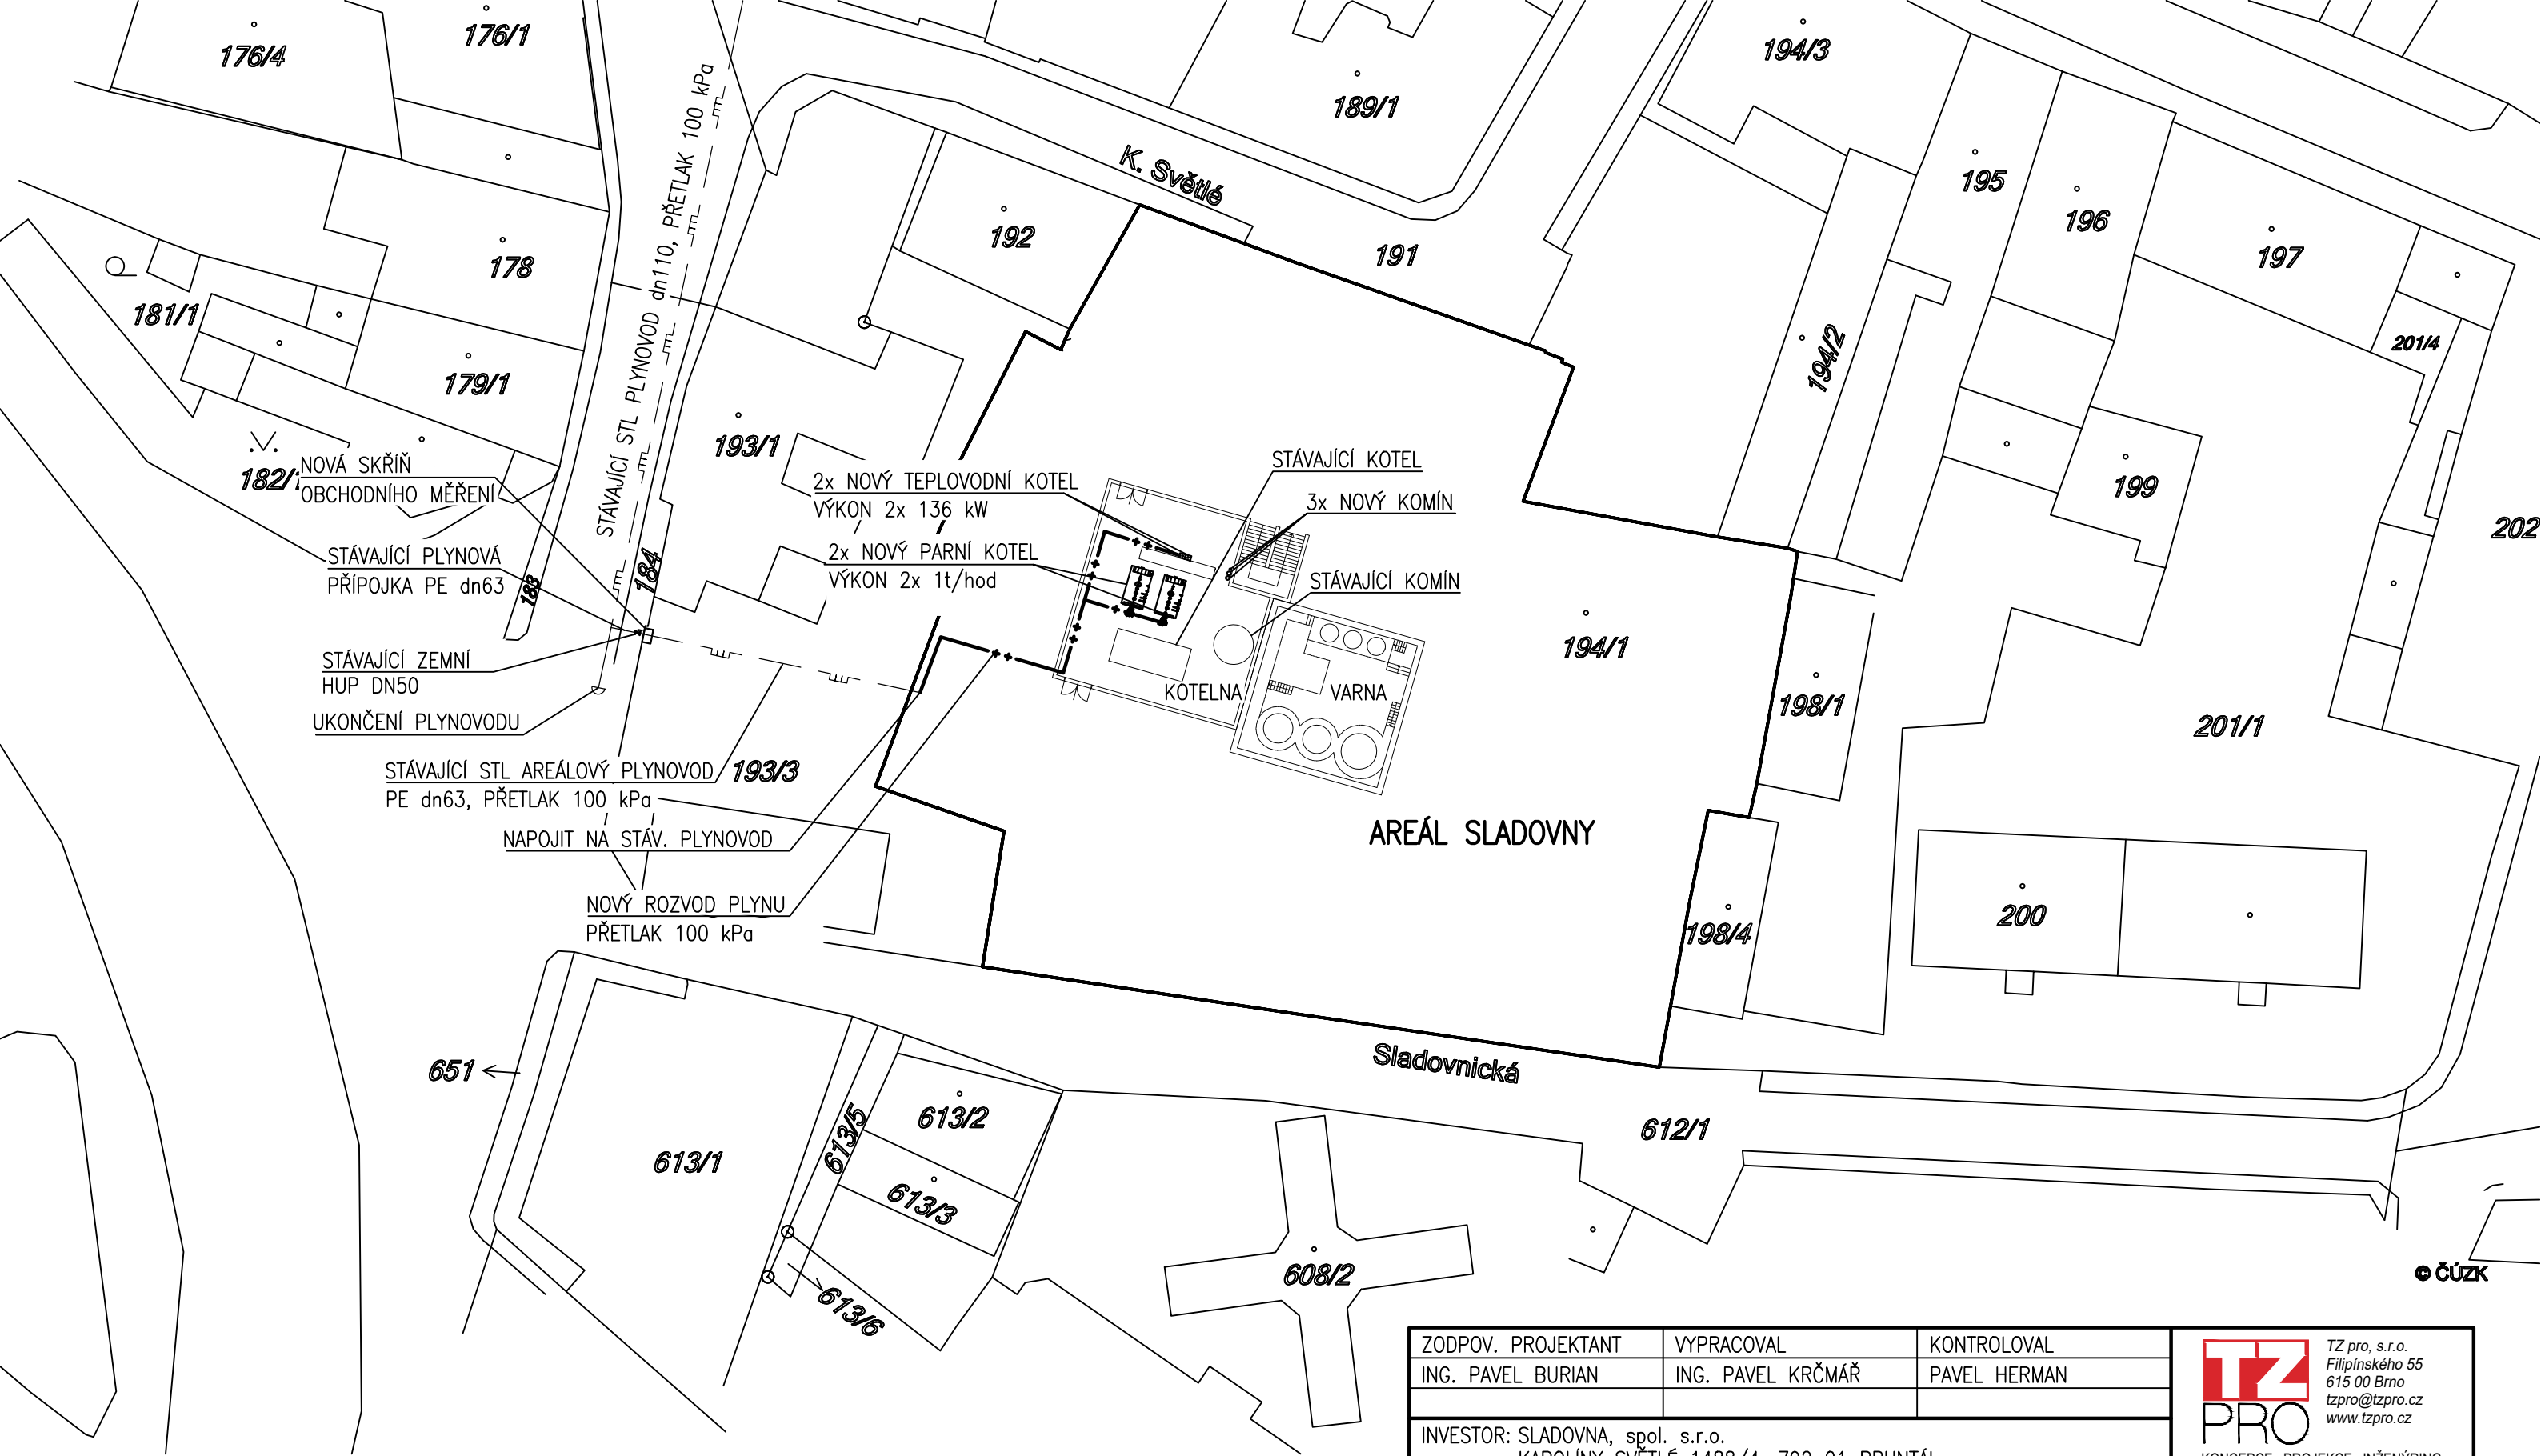 176/4
176/1
194/3
189/1
K. Světlé
195
196
197
192
191
178
181/1
STÁVAJÍCÍ STL PLYNOVOD dn110, PŘETLAK 100 kPa
179/1
194/2
201/4
193/1
182/
NOVÁ SKŘÍŇ
OBCHODNÍHO MĚŘENÍ
2x NOVÝ TEPLOVODNÍ KOTEL
VÝKON 2x 136 kW
STÁVAJÍCÍ KOTEL
3x NOVÝ KOMÍN
199
202
STÁVAJÍCÍ PLYNOVÁ
PŘÍPOJKA PE dn63
183
184
2x NOVÝ PARNÍ KOTEL
VÝKON 2x 1t/hod
STÁVAJÍCÍ KOMÍN
194/1
STÁVAJÍCÍ ZEMNÍ
HUP DN50
KOTELNA
VARNA
198/1
UKONČENÍ PLYNOVODU
201/1
STÁVAJÍCÍ STL AREÁLOVÝ PLYNOVOD
PE dn63, PŘETLAK 100 kPa
193/3
NAPOJIT NA STÁV. PLYNOVOD
AREÁL SLADOVNY
NOVÝ ROZVOD PLYNU
PŘETLAK 100 kPa
200
198/4
651
Sladovnická
613/2
613/5
613/1
613/3
612/1
608/2
613/6
© ČÚZK
ZODPOV. PROJEKTANT
VYPRACOVAL
KONTROLOVAL
ING. PAVEL BURIAN
ING. PAVEL KRČMÁŘ
PAVEL HERMAN
TZ PRO
TZ pro, s.r.o.
Filipínského 55
615 00 Brno
tzpro@tzpro.cz
www.tzpro.cz
INVESTOR: SLADOVNA, spol. s.r.o.